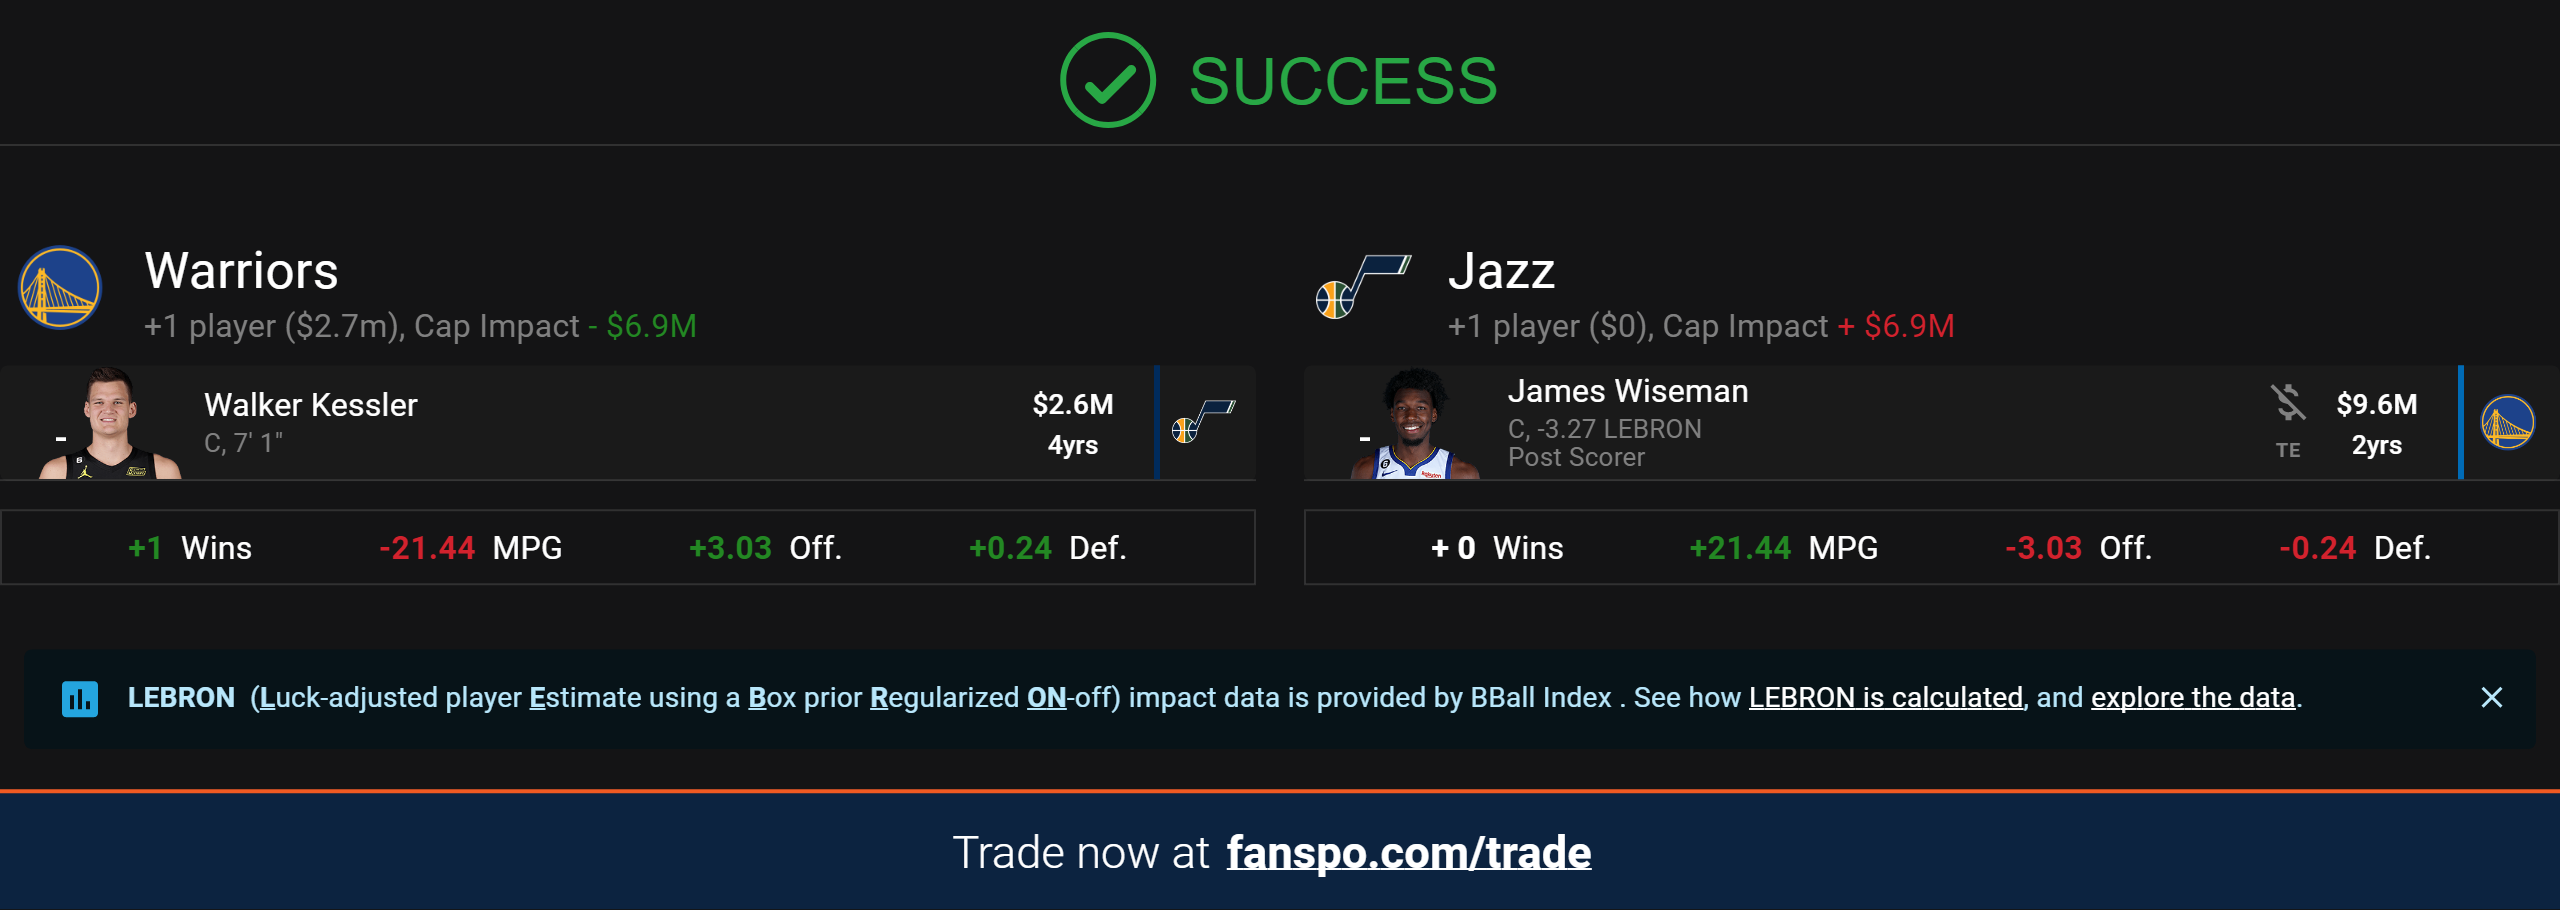 SUCCESS
Warriors
+1 player ($2.7m), Cap Impact - $6.9M
Walker Kessler
C, 7' 1"
$2.6M
4yrs
-
+1 Wins -21.44 MPG +3.03 Off. +0.24 Def.
Jazz
+1 player ($0), Cap Impact + $6.9M
James Wiseman
C, -3.27 LEBRON
Post Scorer
TE
$9.6M
2yrs
-
+ 0 Wins +21.44 MPG -3.03 Off. -0.24 Def.
LEBRON (Luck-adjusted player Estimate using a Box prior Regularized ON-off) impact data is provided by BBall Index . See how LEBRON is calculated, and explore the data.
Trade now at fanspo.com/trade